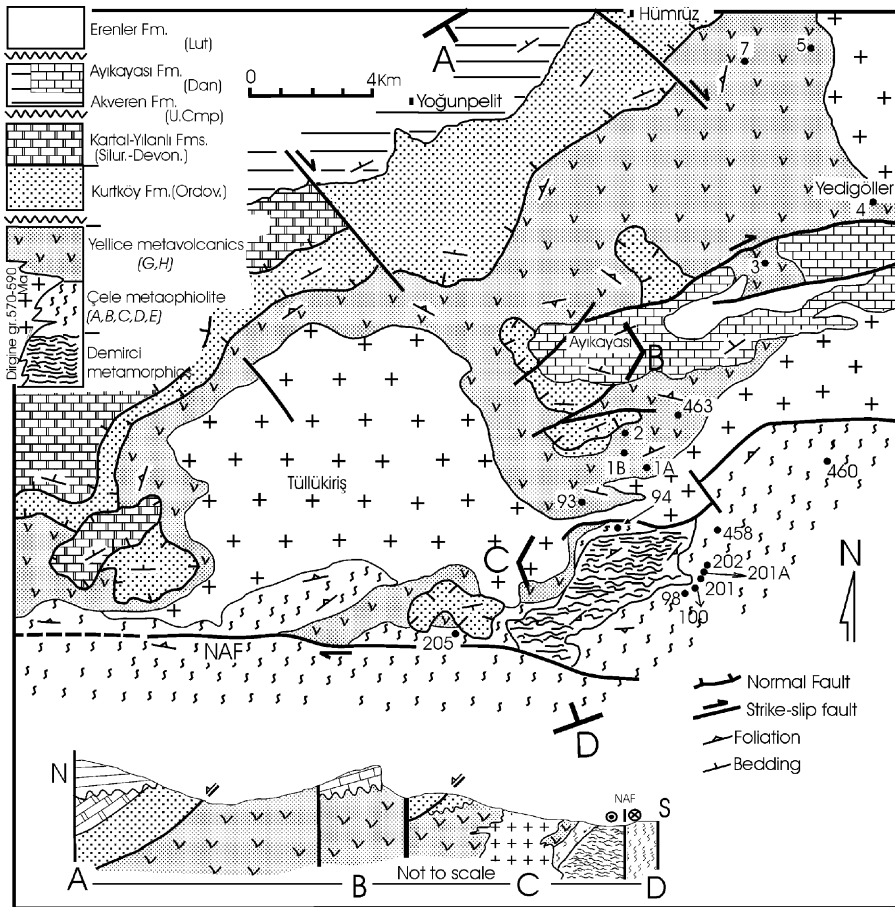 Erenler Fm.
(Lut)
Ayıkayası Fm.
(Dan)
Akveren Fm.
(U.Cmp)
Kartal-Yılanlı Fms.
(Silur.-Devon.)
Kurtköy Fm.(Ordov.)
Yellice metavolcanics
(G,H)
Çele metaophiolite
(A,B,C,D,E)
Demirci
Dirgine gr. 570-590
Ma
0 4Km
Hümrüz
A
Yoğunpelit
7
5
Yedigöller
4
3
Ayıkayası
B
463
2
1B
1A
460
Tüllükiriş
93
94
458
C
202
201A
201
98
100
N
205
NAF
D
Normal Fault
Strike-slip fault
Foliation
Bedding
N
NAF
S
A
B
Not to scale
C
D